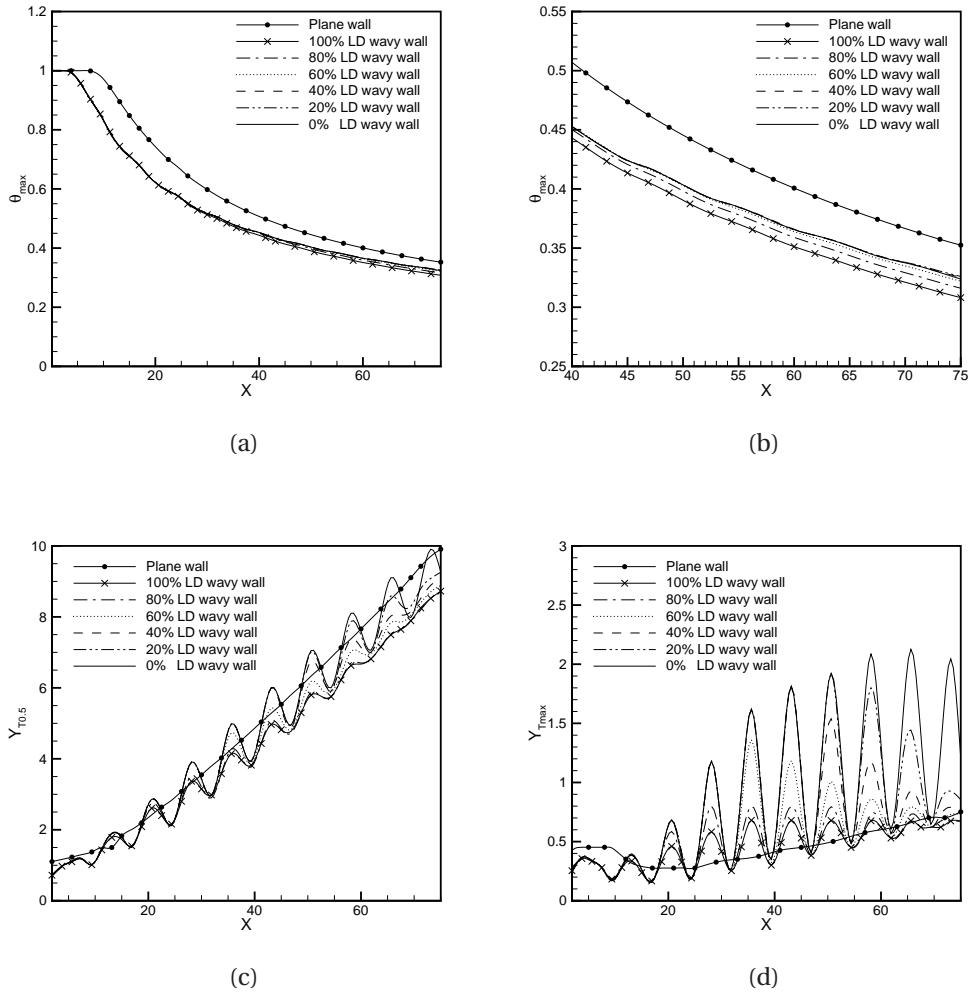 1.2
1
0.8
0.6
0.4
0.2
0
θmax
20
40
60
X
Plane wall
100% LD wavy wall
80% LD wavy wall
60% LD wavy wall
40% LD wavy wall
20% LD wavy wall
0% LD wavy wall
(a)
0.55
0.5
0.45
0.4
0.35
0.3
0.25
θmax
40 45 50 55 60 65 70 75
X
Plane wall
100% LD wavy wall
80% LD wavy wall
60% LD wavy wall
40% LD wavy wall
20% LD wavy wall
0% LD wavy wall
(b)
10
8
6
4
2
0
YT0.5
20
40
60
X
Plane wall
100% LD wavy wall
80% LD wavy wall
60% LD wavy wall
40% LD wavy wall
20% LD wavy wall
0% LD wavy wall
(c)
3
2.5
2
1.5
1
0.5
0
YTmax
20
40
60
X
Plane wall
100% LD wavy wall
80% LD wavy wall
60% LD wavy wall
40% LD wavy wall
20% LD wavy wall
0% LD wavy wall
(d)